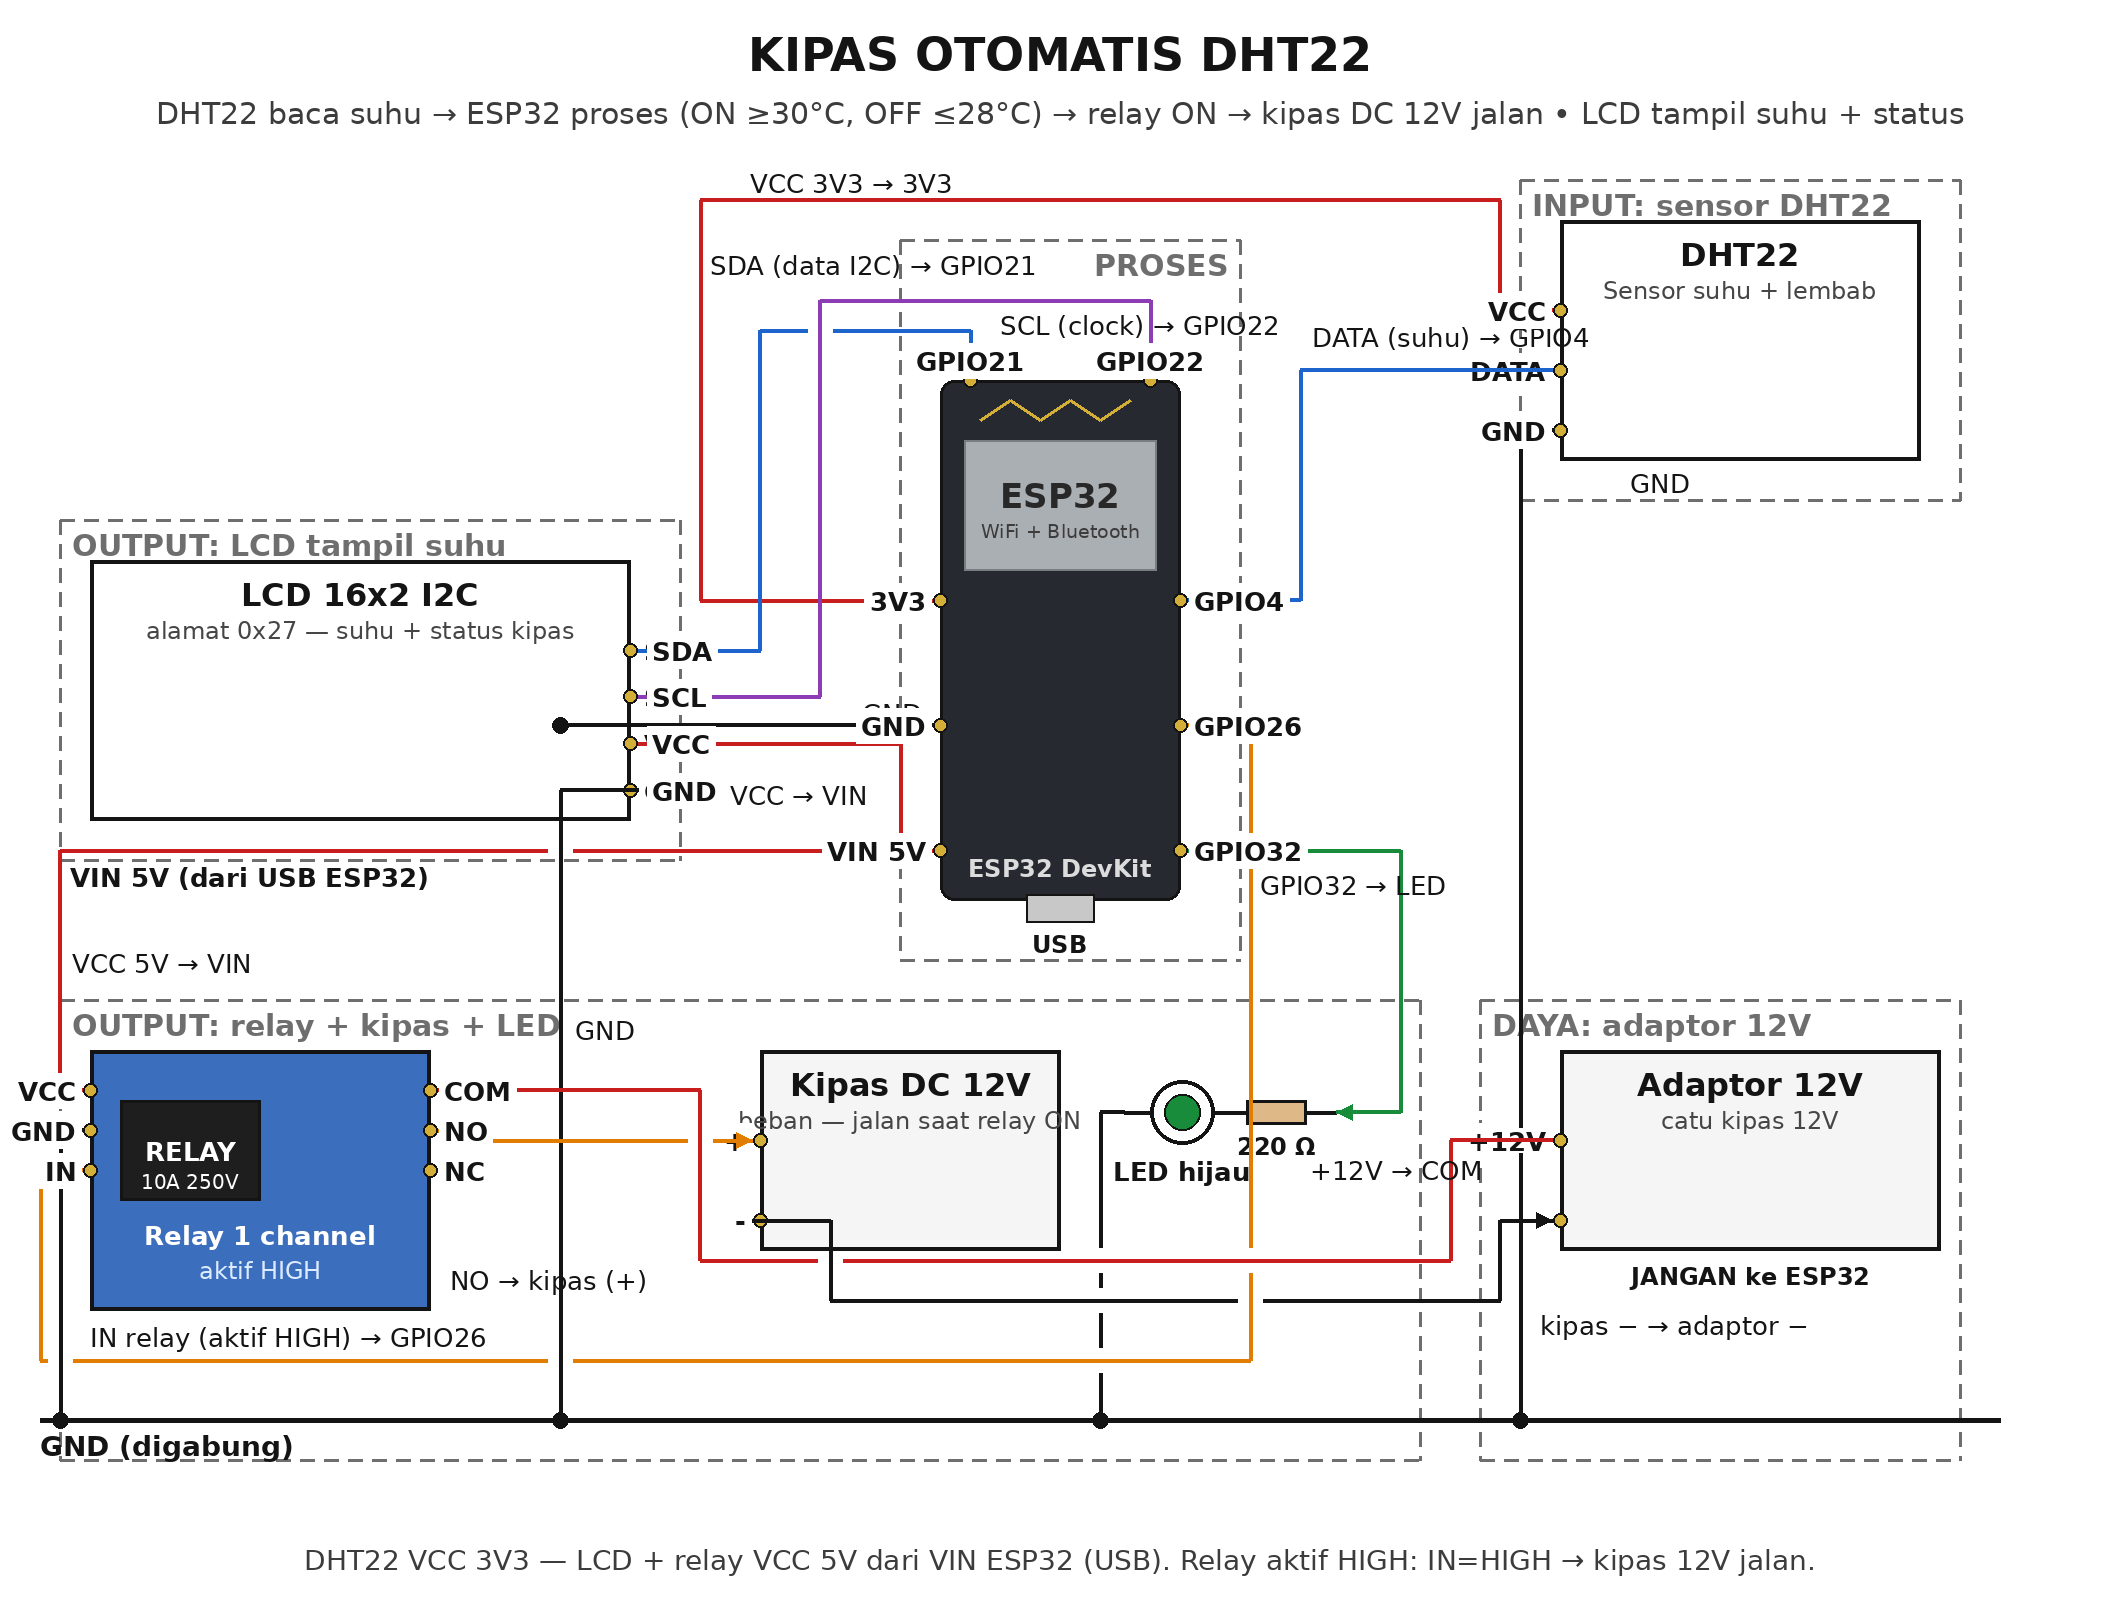 KIPAS OTOMATIS DHT22
DHT22 baca suhu → ESP32 proses (ON ≥30°C, OFF ≤28°C) → relay ON → kipas DC 12V jalan • LCD tampil suhu + status
VCC 3V3 → 3V3
INPUT: sensor DHT22
DHT22
Sensor suhu + lembab
SDA (data I2C) → GPIO21
PROSES
SCL (clock) → GPIO22
VCC
DATA (suhu) → GPIO4
GPIO21
GPIO22
DATA
GND
GND
ESP32
WiFi + Bluetooth
OUTPUT: LCD tampil suhu
LCD 16x2 I2C
alamat 0x27 — suhu + status kipas
3V3
GPIO4
SDA
SCL
GND
GND
GPIO26
VCC
GND
VCC → VIN
VIN 5V
GPIO32
ESP32 DevKit
VIN 5V (dari USB ESP32)
GPIO32 → LED
USB
VCC 5V → VIN
OUTPUT: relay + kipas + LED
GND
DAYA: adaptor 12V
VCC
GND
IN
RELAY
10A 250V
Relay 1 channel
aktif HIGH
COM
NO
NC
Kipas DC 12V
beban — jalan saat relay ON
+
-
LED hijau
220 Ω
+12V → COM
+12V
Adaptor 12V
catu kipas 12V
JANGAN ke ESP32
NO → kipas (+)
kipas − → adaptor −
IN relay (aktif HIGH) → GPIO26
GND (digabung)
DHT22 VCC 3V3 — LCD + relay VCC 5V dari VIN ESP32 (USB). Relay aktif HIGH: IN=HIGH → kipas 12V jalan.